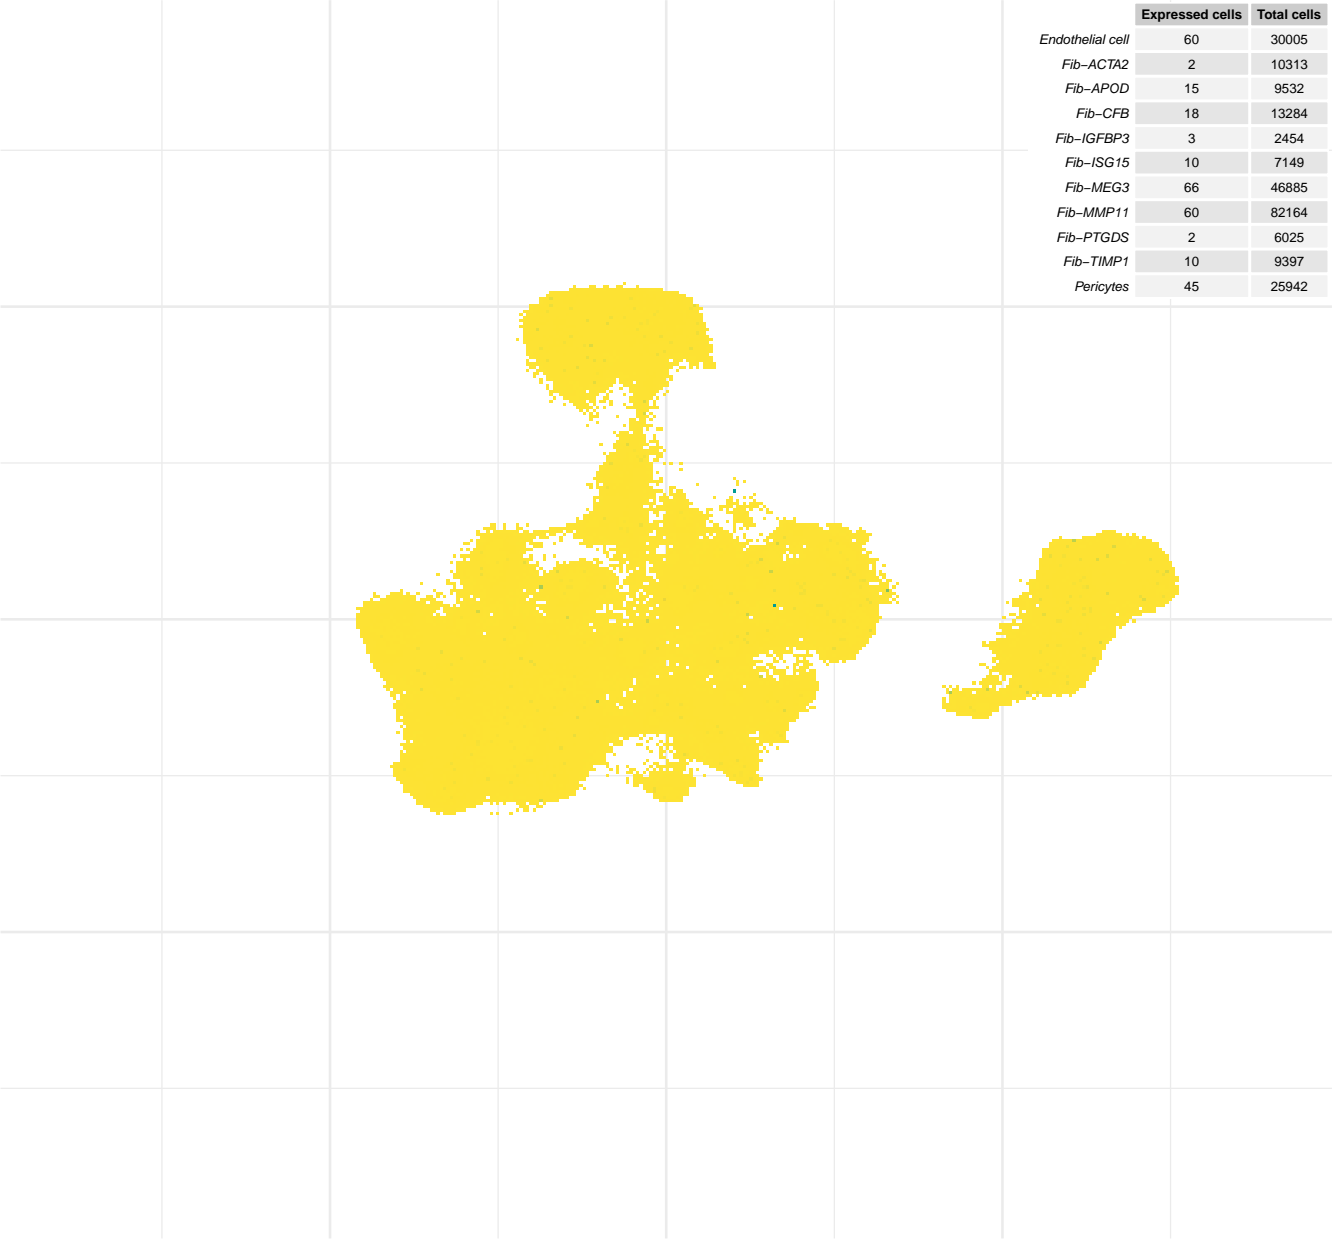 Expressed cells Total cells
Endothelial cell 60 30005
Fib−ACTA2 2 10313
Fib−APOD 15 9532
Fib−CFB 18 13284
Fib−IGFBP3 3 2454
Fib−ISG15 10 7149
Fib−MEG3 66 46885
Fib−MMP11 60 82164
Fib−PTGDS 2 6025
Fib−TIMP1 10 9397
Pericytes 45 25942